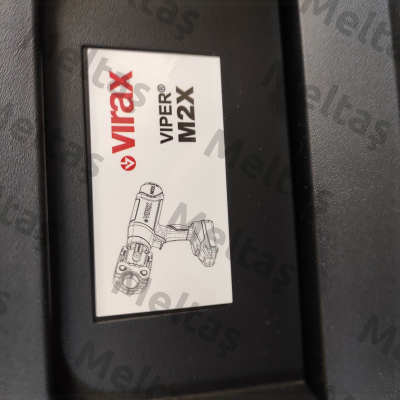 virax
VIPER®
M2X
Meltaş